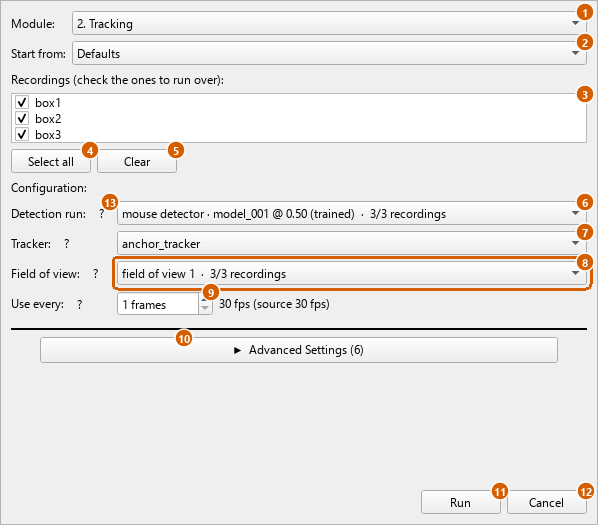 Module: 2. Tracking 1
Start from: Defaults 2
Recordings (check the ones to run over):
3
box1
box2
box3
Select all 4 Clear 5
Configuration:
13
Detection run: ? mouse detector · model_001 @ 0.50 (trained) · 3/3 recordings 6
Tracker: ? anchor_tracker 7
Field of view: ? field of view 1 · 3/3 recordings 8
Use every: ? 1 frames 9 30 fps (source 30 fps)
10
► Advanced Settings (6)
Run 11 Cancel 12